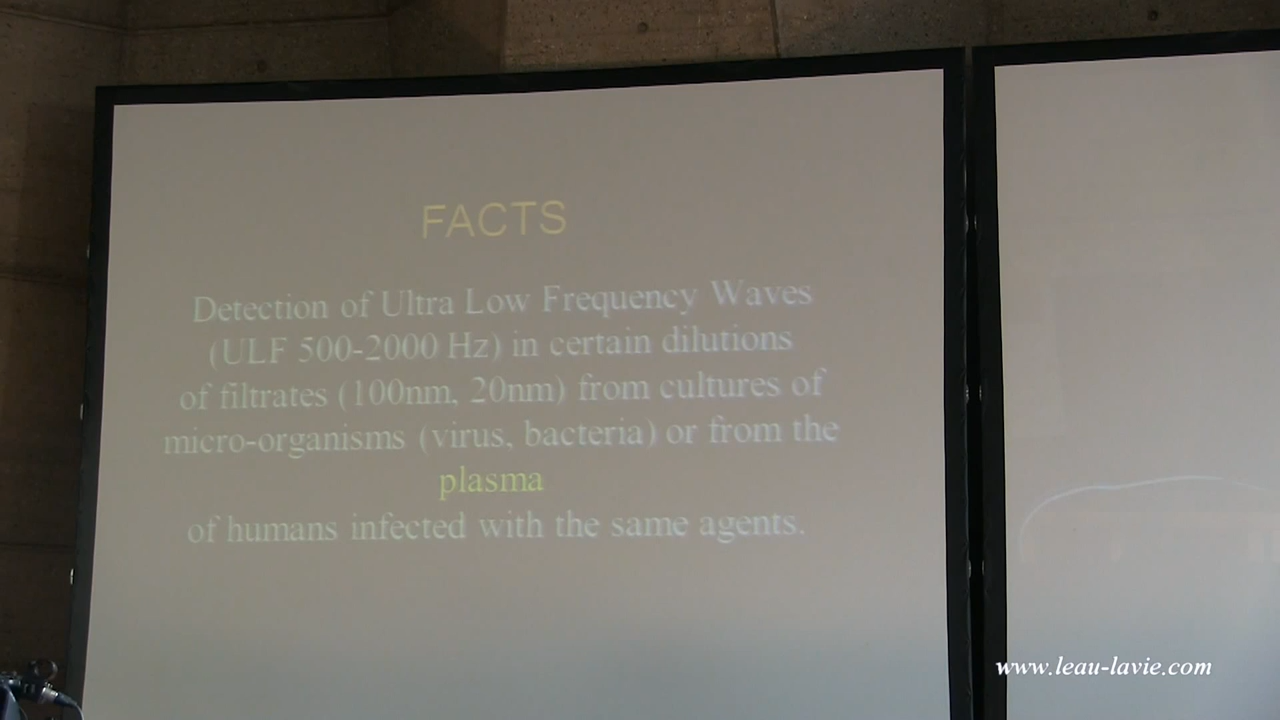 FACTS
Detection of Ultra Low Frequency Waves
(ULF 500-2000 Hz) in certain dilutions
of filtrates (100nm, 20nm) from cultures of
micro-organisms (virus, bacteria) or from the
plasma
of humans infected with the same agents.
www.leau-lavie.com